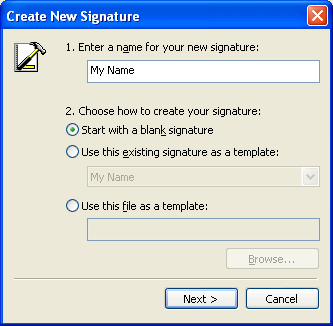 Create New Signature
1. Enter a name for your new signature:
My Name
2. Choose how to create your signature:
Start with a blank signature
Use this existing signature as a template:
My Name
Use this file as a template:
Browse...
Next >
Cancel